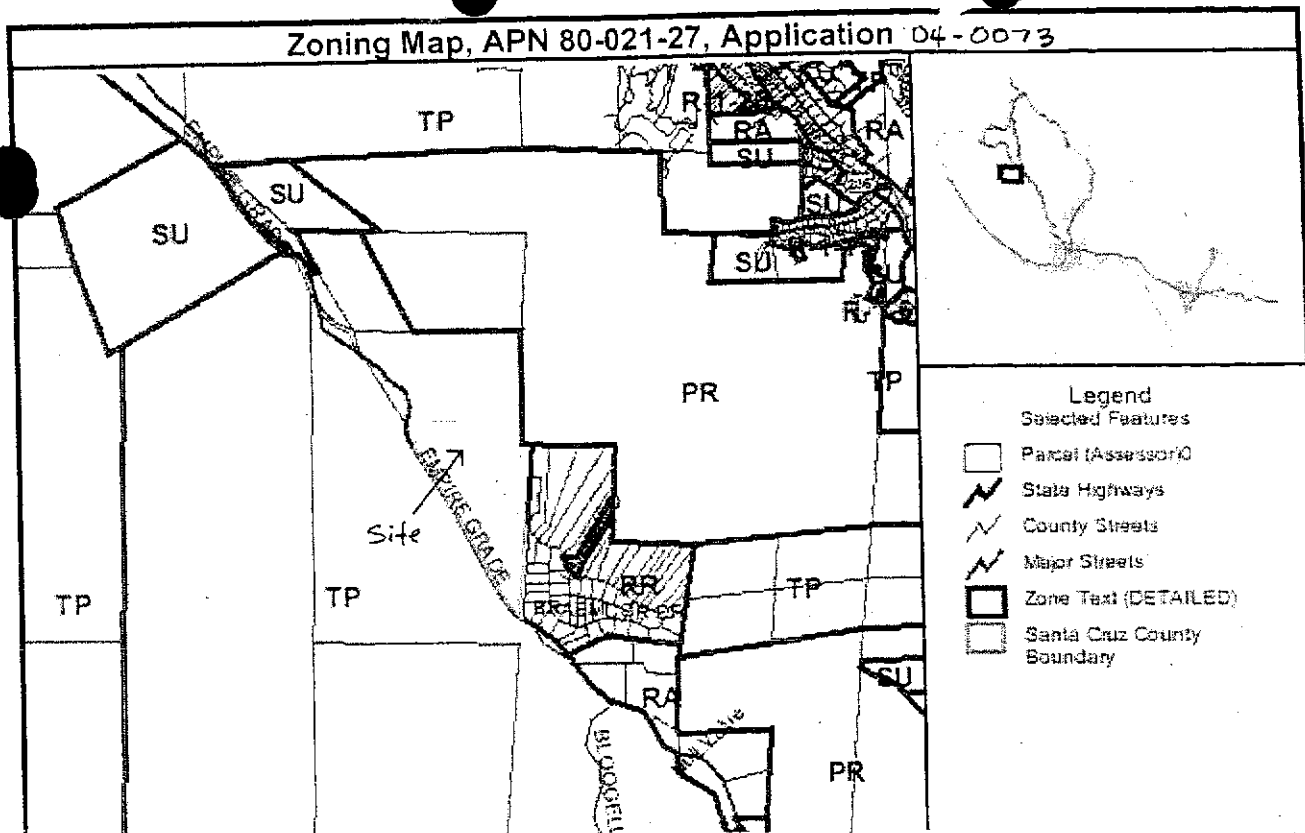 Zoning Map, APN 80-021-27, Application 04-0073
TP
RA
RA
SU
SU
SU
SU
SU
PR
TP
EMPIRE GRADE
Site
TP
TP
RR
TP
RA
SU
PR
Legend
Selected Features
Parcel (Assessor)
State Highways
County Streets
Major Streets
Zone Text (DETAILED)
Santa Cruz County
Boundary